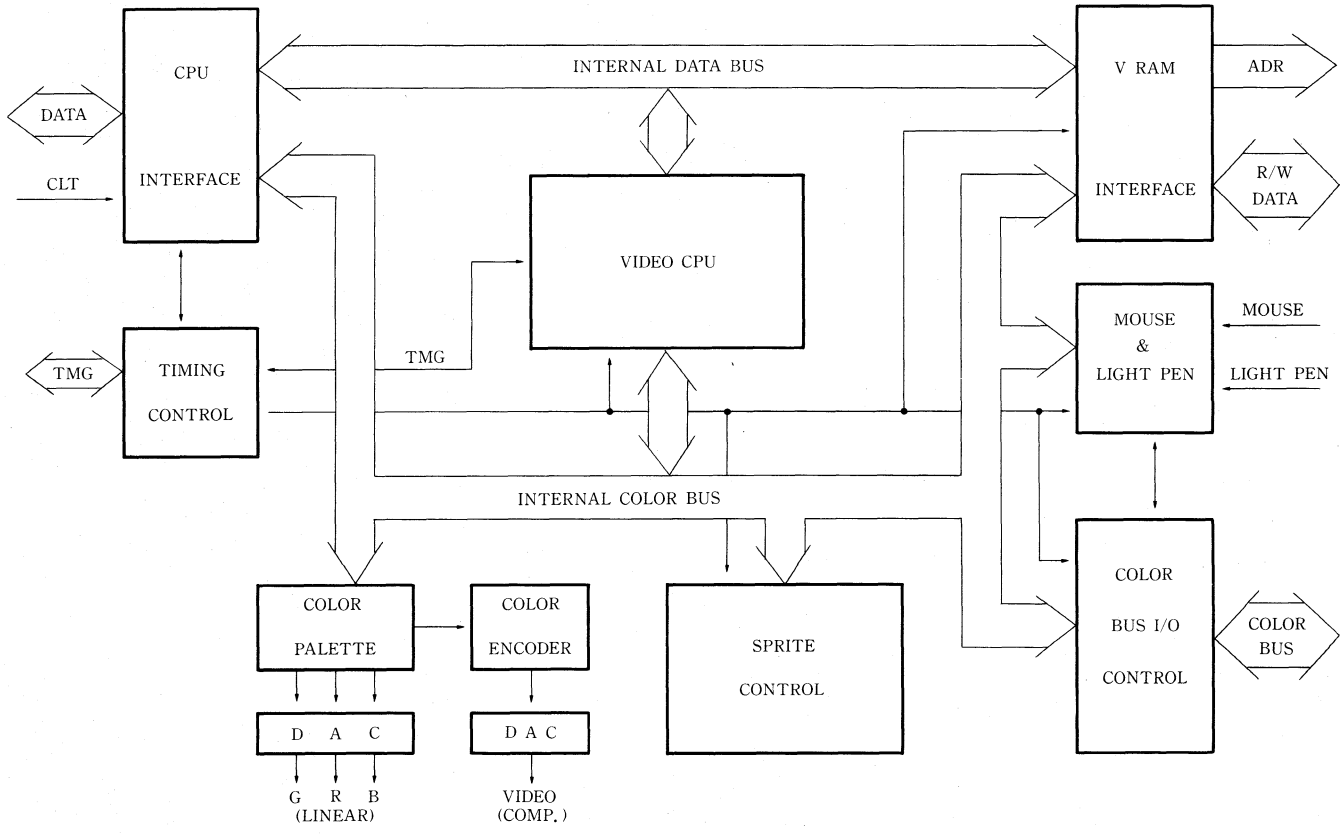 CPU
INTERFACE
INTERNAL DATA BUS
V RAM
INTERFACE
ADR
DATA
CLT
R/W
DATA
VIDEO CPU
TMG
TMG
TIMING
CONTROL
MOUSE
&
LIGHT PEN
MOUSE
LIGHT PEN
INTERNAL COLOR BUS
COLOR
PALETTE
COLOR
ENCODER
SPRITE
CONTROL
COLOR
BUS I/O
CONTROL
COLOR
BUS
D A C
D A C
G R B
(LINEAR)
VIDEO
(COMP.)